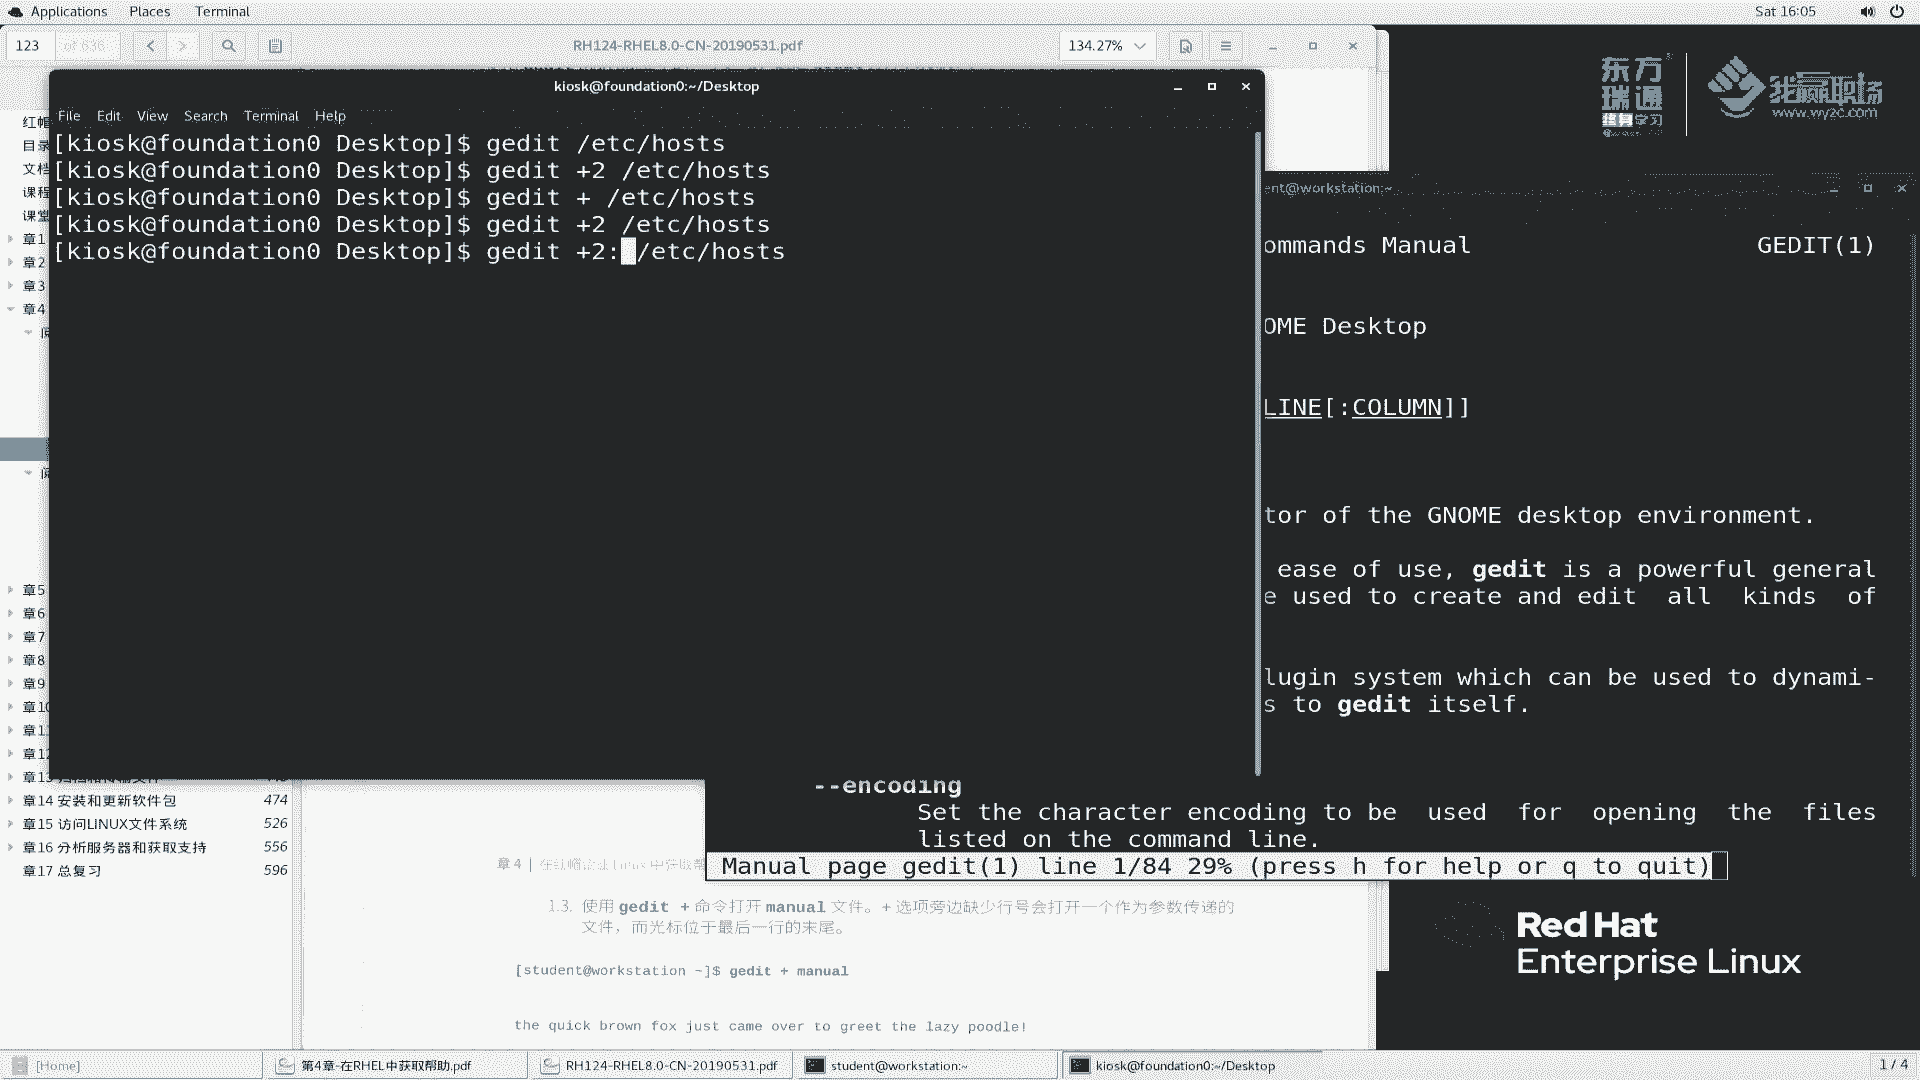 Applications Places Terminal
Sat 16:05
123 of 636
RH124-RHEL8.0-CN-20190531.pdf
134.27%
东方
瑞通
终身学习
我赢职场
www.wy2c.com
kiosk@foundation0:~/Desktop
File Edit View Search Terminal Help
[kiosk@foundation0 Desktop]$ gedit /etc/hosts
[kiosk@foundation0 Desktop]$ gedit +2 /etc/hosts
[kiosk@foundation0 Desktop]$ gedit + /etc/hosts
[kiosk@foundation0 Desktop]$ gedit +2 /etc/hosts
[kiosk@foundation0 Desktop]$ gedit +2: /etc/hosts
红帽
目录
文档
课程
课堂
章1
章2
章3
章4
章5
章6
章7
章8
章9
章10
章11
章12
章13
章14 安装和更新软件包 474
章15 访问LINUX文件系统 526
章16 分析服务器和获取支持 556
章17 总复习 596
ent@workstation:~
ommands Manual GEDIT(1)
OME Desktop
LINE[:COLUMN]]
tor of the GNOME desktop environment.
ease of use, gedit is a powerful general
e used to create and edit all kinds of
lugin system which can be used to dynami-
s to gedit itself.
--encoding
Set the character encoding to be used for opening the files
listed on the command line.
Manual page gedit(1) line 1/84 29% (press h for help or q to quit)
章 4 | 在红帽企业 Linux 中获取帮
1.3. 使用 gedit + 命令打开 manual 文件。+ 选项旁边缺少行号会打开一个作为参数传递的
文件，而光标位于最后一行的末尾。
[student@workstation ~]$ gedit + manual
the quick brown fox just came over to greet the lazy poodle!
Red Hat
Enterprise Linux
[Home]
第4章-在RHEL中获取帮助.pdf
RH124-RHEL8.0-CN-20190531.pdf
student@workstation:~
kiosk@foundation0:~/Desktop
1 / 4